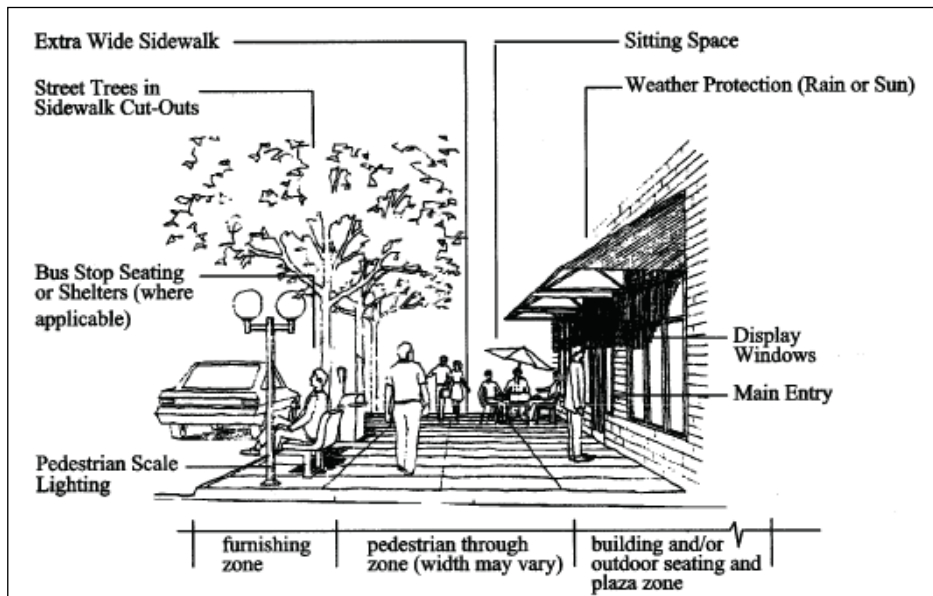 Extra Wide Sidewalk
Sitting Space
Street Trees in
Sidewalk Cut-Outs
Weather Protection (Rain or Sun)
Bus Stop Seating
or Shelters (where
applicable)
Display
Windows
Main Entry
Pedestrian Scale
Lighting
furnishing
zone
pedestrian through
zone (width may vary)
building and/or
outdoor seating and
plaza zone